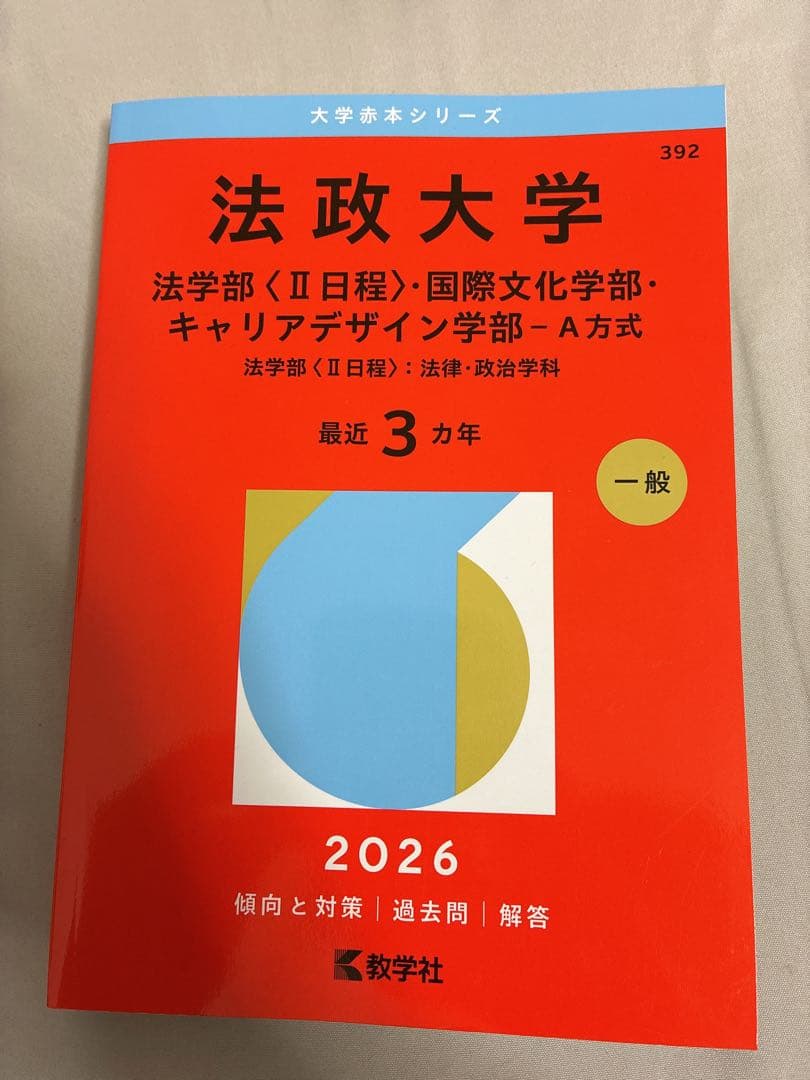 大学赤本シリーズ
392
法政大学
法学部〈Ⅱ日程〉・国際文化学部・
キャリアデザイン学部－A方式
法学部〈Ⅱ日程〉：法律・政治学科
最近3カ年
一般
2026
傾向と対策｜過去問｜解答
教学社